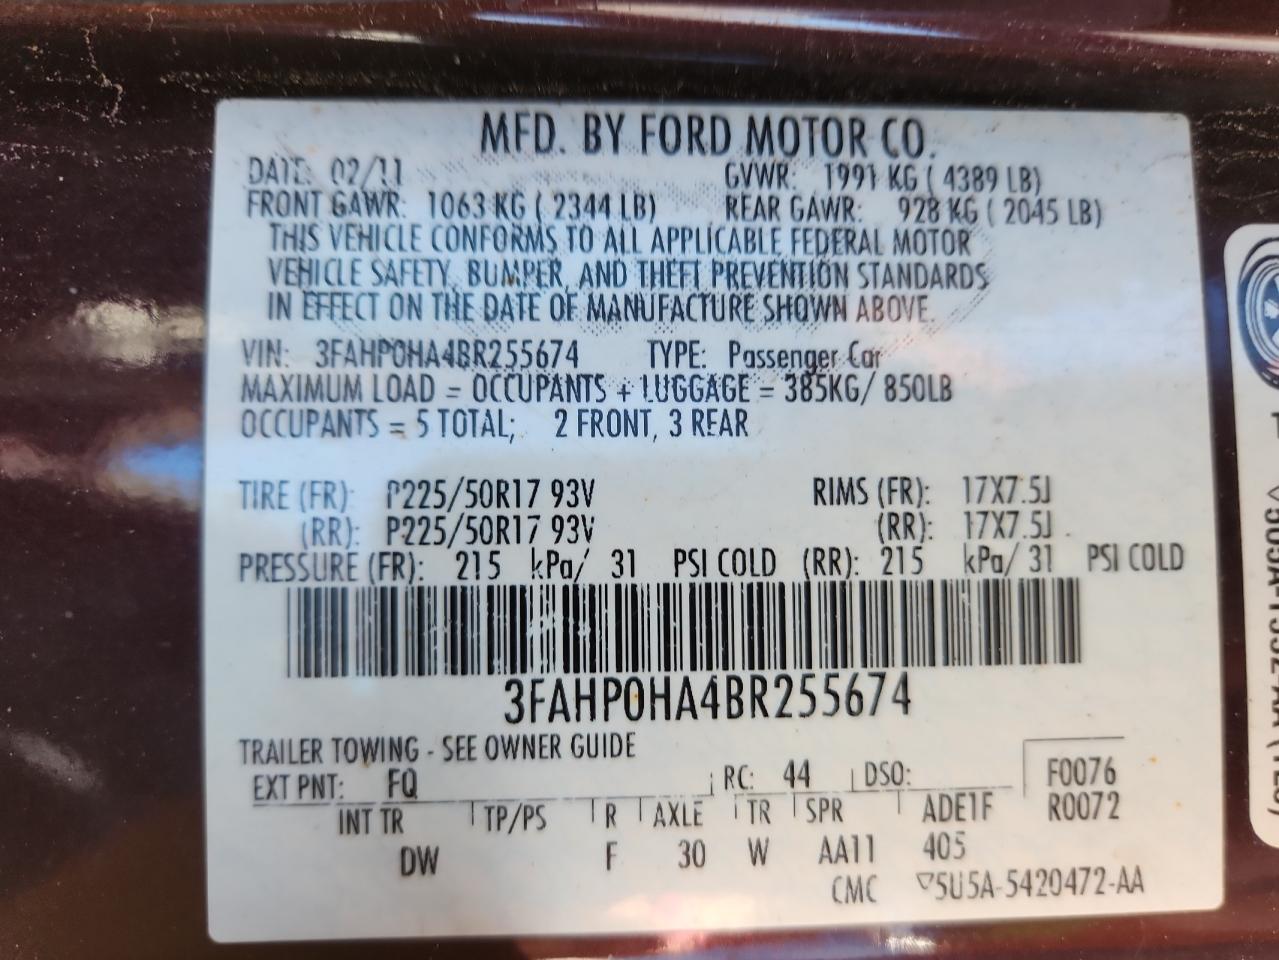 MFD. BY FORD MOTOR CO.
DATE: 02/11 GVWR: 1991 KG ( 4389 LB)
FRONT GAWR: 1063 KG ( 2344 LB) REAR GAWR: 928 KG ( 2045 LB)
THIS VEHICLE CONFORMS TO ALL APPLICABLE FEDERAL MOTOR
VEHICLE SAFETY, BUMPER, AND THEFT PREVENTION STANDARDS
IN EFFECT ON THE DATE OF MANUFACTURE SHOWN ABOVE.
VIN: 3FAHP0HA4BR255674 TYPE: Passenger Car
MAXIMUM LOAD = OCCUPANTS + LUGGAGE = 385KG/ 850LB
OCCUPANTS = 5 TOTAL; 2 FRONT, 3 REAR
TIRE (FR): P225/50R17 93V RIMS (FR): 17X7.5J
(RR): P225/50R17 93V (RR): 17X7.5J
PRESSURE (FR): 215 kPa/ 31 PSI COLD (RR): 215 kPa/ 31 PSI COLD
3FAHP0HA4BR255674
TRAILER TOWING - SEE OWNER GUIDE
EXT PNT: FQ RC: 44 DSO: F0076
INT TR TP/PS R AXLE TR SPR ADE1F R0072
DW F 30 W AA11 405
CMC ▽5U5A-5420472-AA